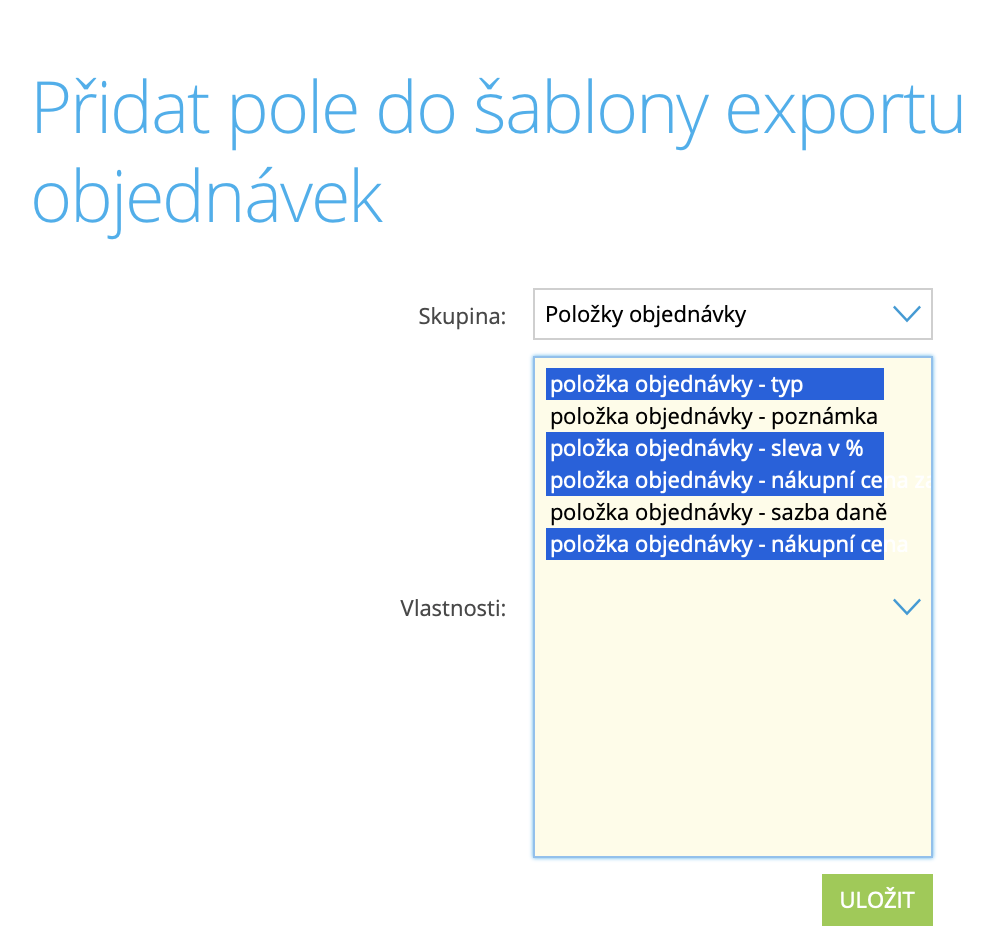 Přidat pole do šablony exportu
objednávek
Skupina:
Položky objednávky
položka objednávky - typ
položka objednávky - poznámka
položka objednávky - sleva v %
položka objednávky - nákupní cena
položka objednávky - sazba daně
položka objednávky - nákupní cena
Vlastnosti:
ULOŽIT